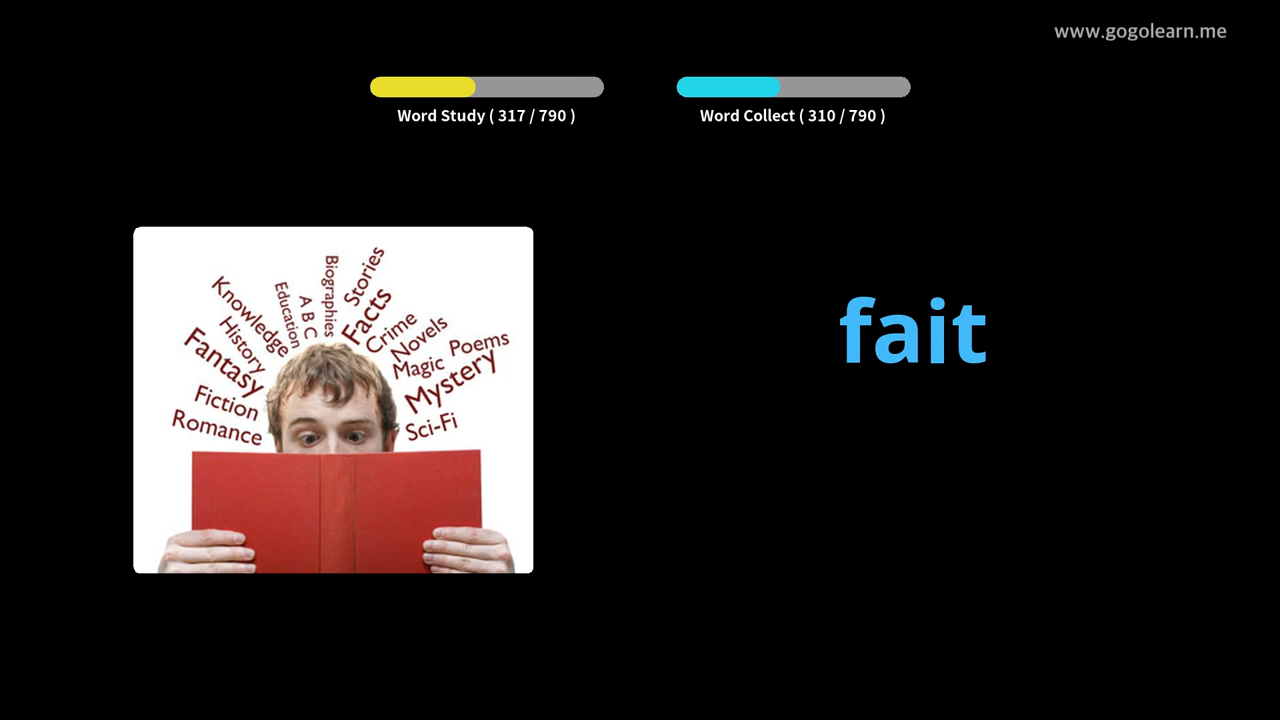 www.gogolearn.me
Word Study ( 317 / 790 )
Word Collect ( 310 / 790 )
Knowledge
Education
A B C
Biographies
Stories
Facts
Crime
Novels
Poems
History
Fantasy
Magic
Mystery
Fiction
Romance
Sci-Fi
fait